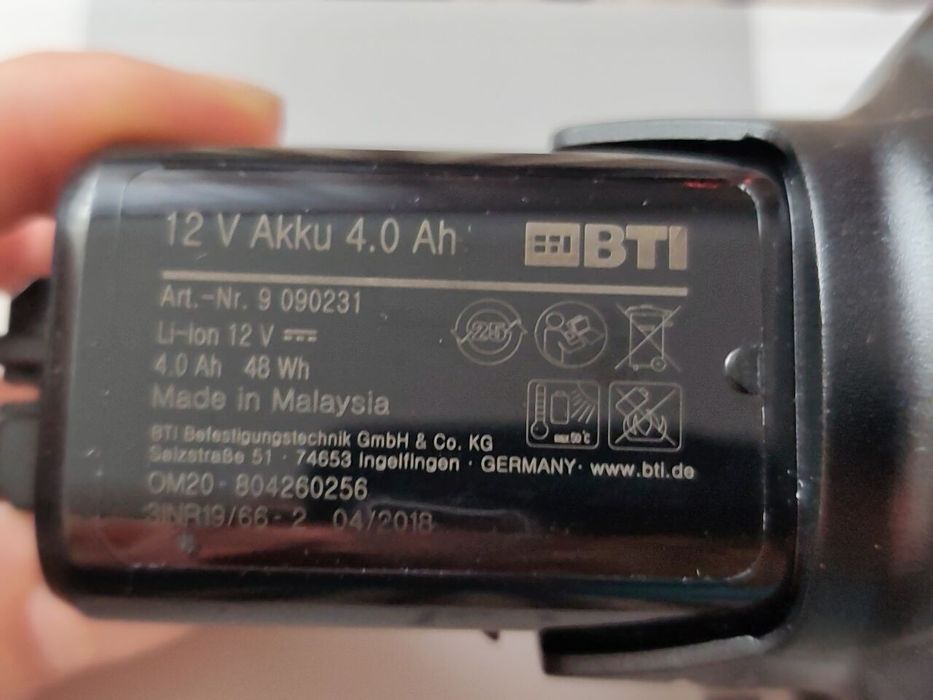 12 V Akku 4.0 Ah
BTI
Art.-Nr. 9 090231
Li-Ion 12 V
4.0 Ah 48 Wh
Made in Malaysia
max 50°C
BTI Befestigungstechnik GmbH & Co. KG
Salzstraße 51 · 74653 Ingelfingen · GERMANY · www.bti.de
OM20 - 804260256
3INR19/66-2 04/2018